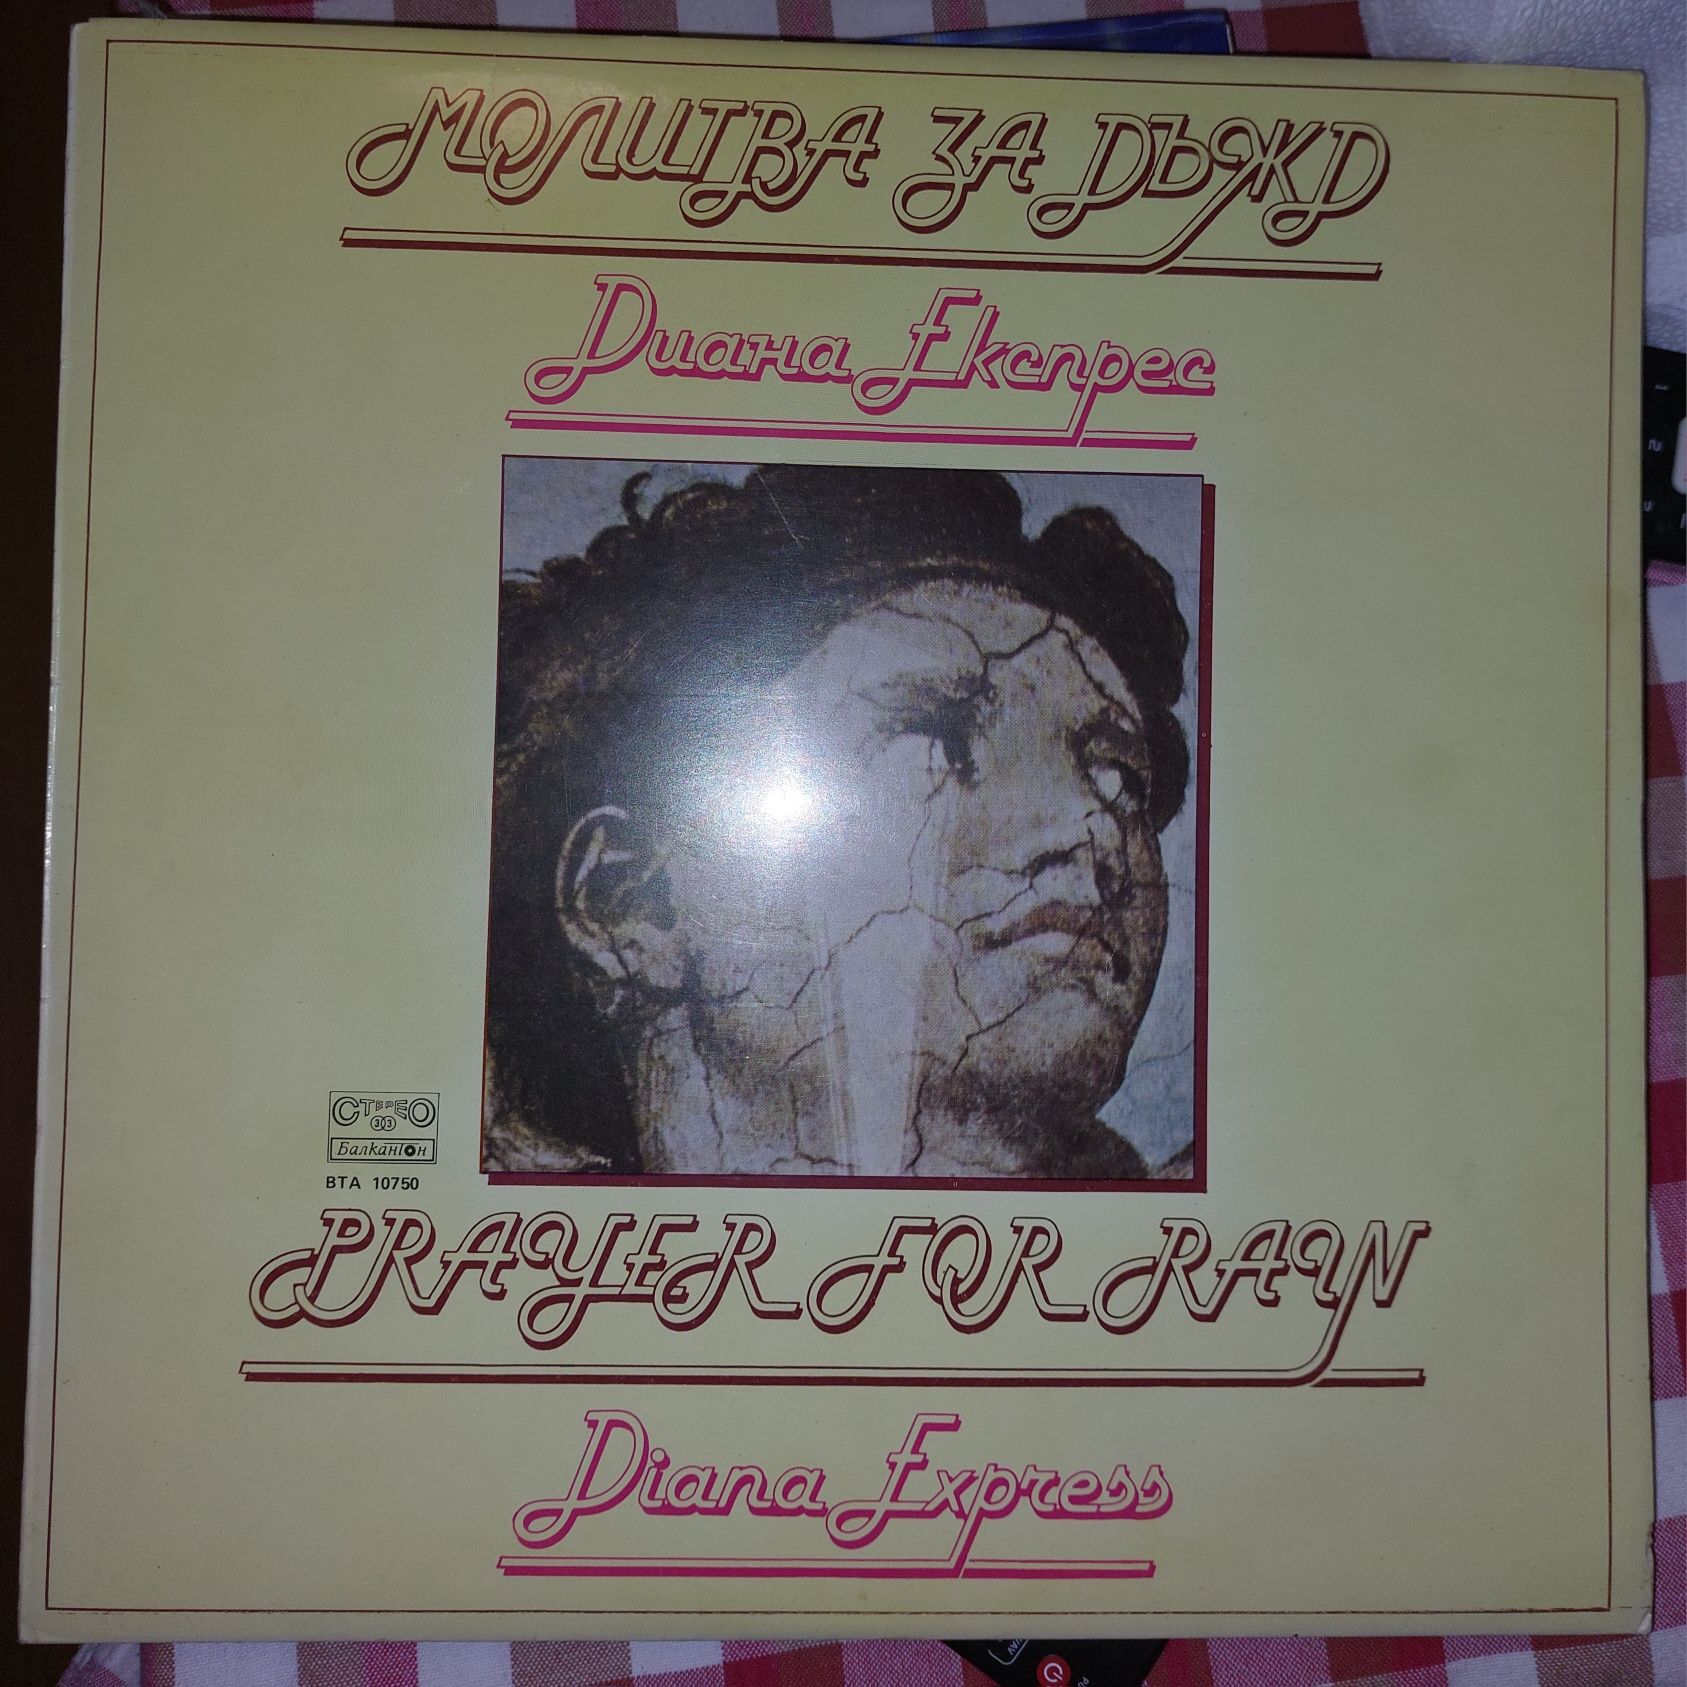 МОЛИТВА ЗА ДЪЖД
Диана Експрес
СТЕРЕО
33
Балкантон
ВТА 10750
PRAYER FOR RAIN
Diana Express